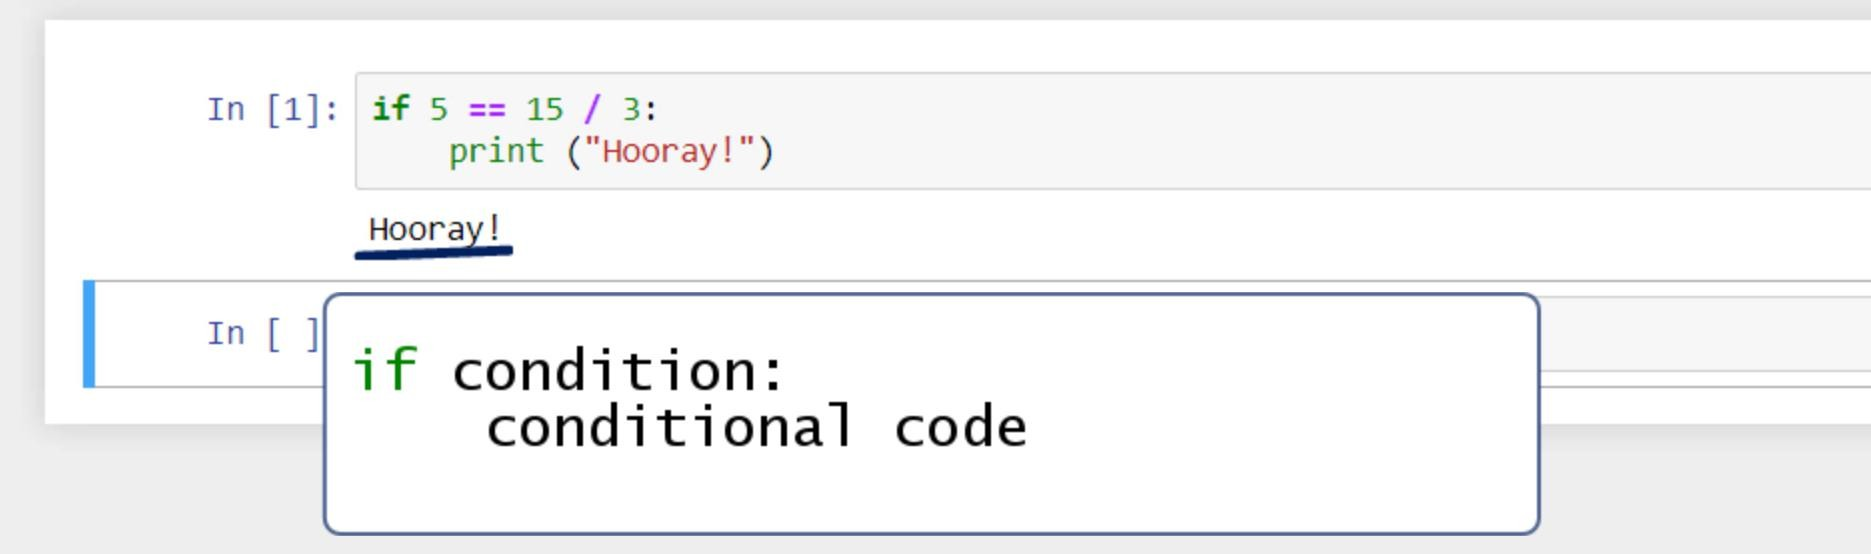 In [1]: if 5 == 15 / 3:
print ("Hooray!")
Hooray!
In [ ]
if condition:
conditional code